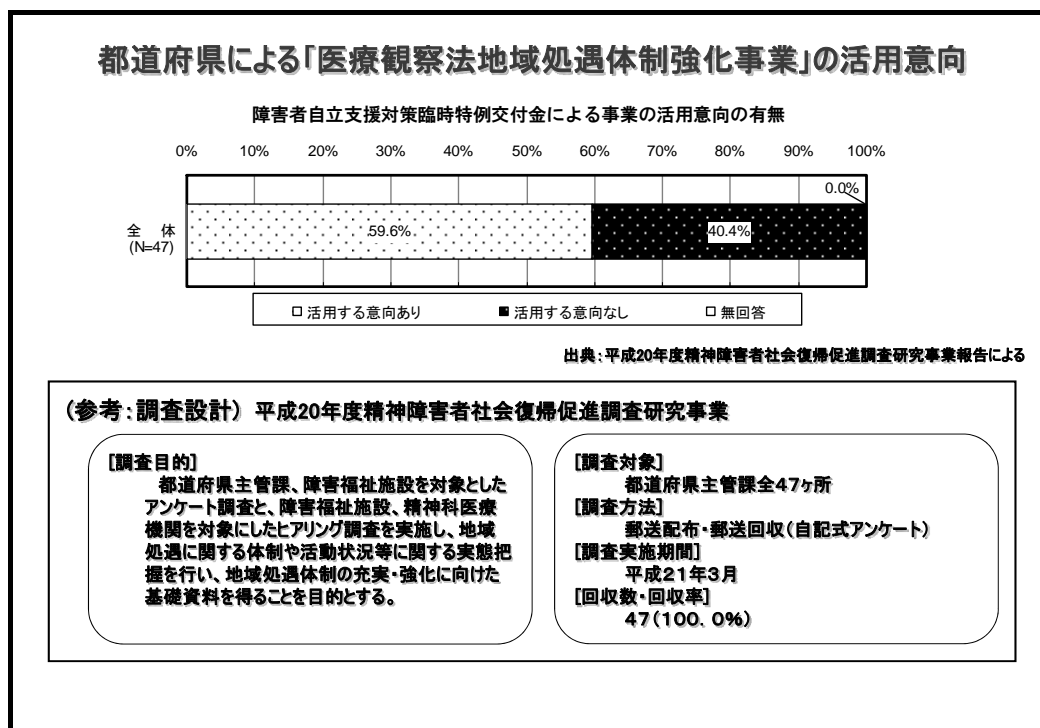 都道府県による「医療観察法地域処遇体制強化事業」の活用意向
障害者自立支援対策臨時特例交付金による事業の活用意向の有無
0% 10% 20% 30% 40% 50% 60% 70% 80% 90% 100%
0.0%
全 体
(N=47)
59.6% 40.4%
活用する意向あり 活用する意向なし 無回答
出典：平成20年度精神障害者社会復帰促進調査研究事業報告による
(参考：調査設計) 平成20年度精神障害者社会復帰促進調査研究事業
[調査目的]
都道府県主管課、障害福祉施設を対象とした
アンケート調査と、障害福祉施設、精神科医療
機関を対象にしたヒアリング調査を実施し、地域
処遇に関する体制や活動状況等に関する実態把
握を行い、地域処遇体制の充実・強化に向けた
基礎資料を得ることを目的とする。
[調査対象]
都道府県主管課全47ヶ所
[調査方法]
郵送配布・郵送回収(自記式アンケート)
[調査実施期間]
平成21年3月
[回収数・回収率]
47(100．0%)